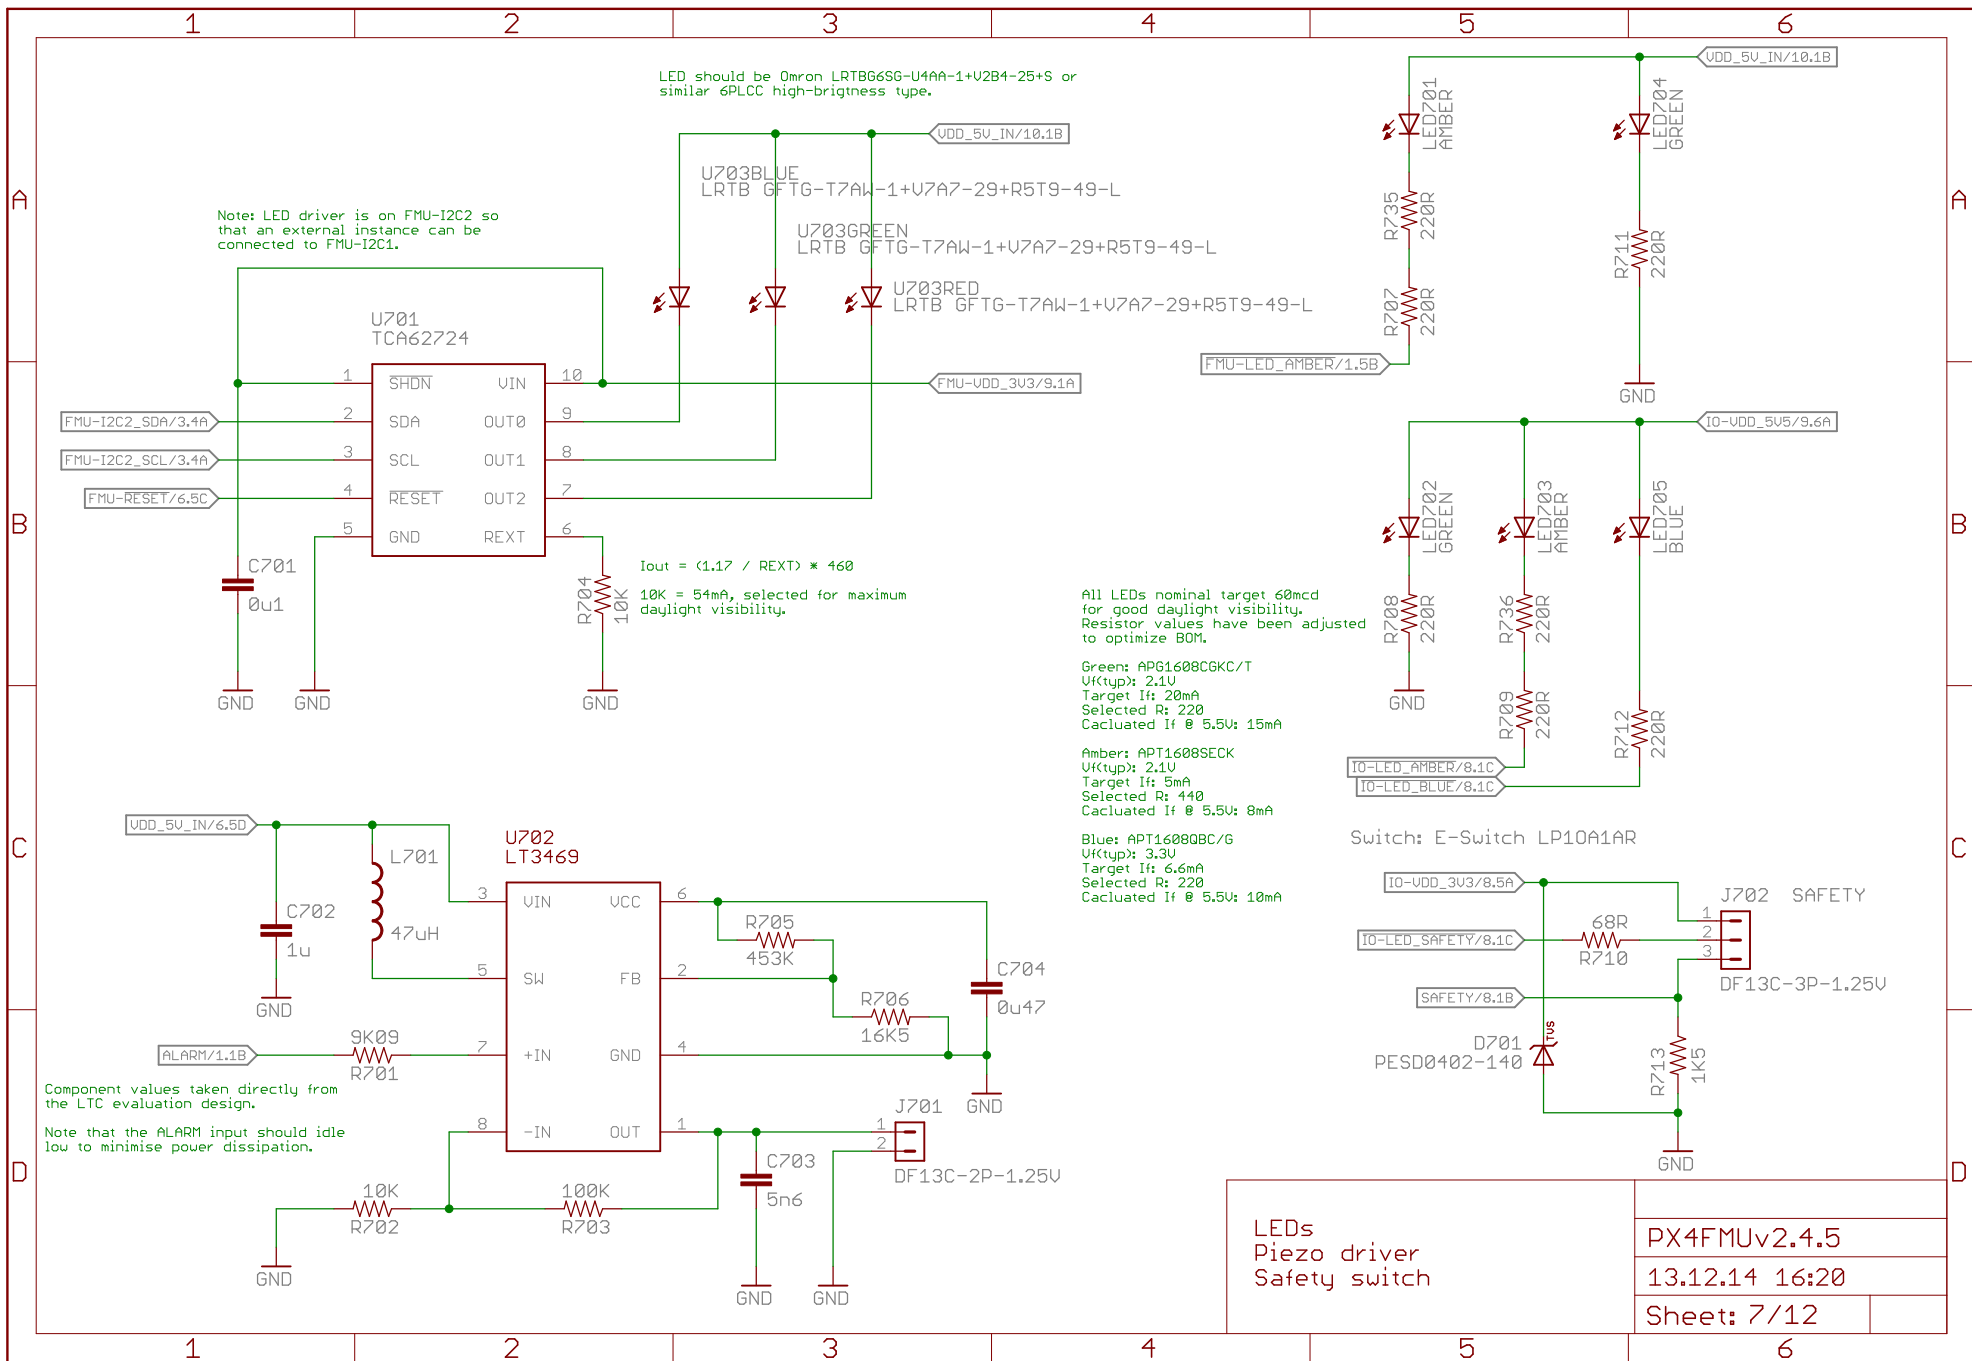 1 2 3 4 5 6
A
B
C
D
LED should be Omron LRTBG6SG-U4AA-1+V2B4-25+S or
similar 6PLCC high-brigtness type.
VDD_5V_IN/10.1B
U703BLUE
LRTB GFTG-T7AW-1+V7A7-29+R5T9-49-L
U703GREEN
LRTB GFTG-T7AW-1+V7A7-29+R5T9-49-L
U703RED
LRTB GFTG-T7AW-1+V7A7-29+R5T9-49-L
Note: LED driver is on FMU-I2C2 so
that an external instance can be
connected to FMU-I2C1.
U701
TCA62724
1 SHDN VIN 10
2 SDA OUT0 9
3 SCL OUT1 8
4 RESET OUT2 7
5 GND REXT 6
FMU-VDD_3V3/9.1A
FMU-I2C2_SDA/3.4A
FMU-I2C2_SCL/3.4A
FMU-RESET/6.5C
C701
0u1
R704
10K
Iout = (1.17 / REXT) * 460
10K = 54mA, selected for maximum
daylight visibility.
GND
GND
GND
VDD_5V_IN/10.1B
LED701
AMBER
LED704
GREEN
R735
220R
R711
220R
R707
220R
FMU-LED_AMBER/1.5B
GND
IO-VDD_5V5/9.6A
LED702
GREEN
LED703
AMBER
LED705
BLUE
R708
220R
R736
220R
GND
R709
220R
R712
220R
IO-LED_AMBER/8.1C
IO-LED_BLUE/8.1C
All LEDs nominal target 60mcd
for good daylight visibility.
Resistor values have been adjusted
to optimize BOM.
Green: APG1608CGKC/T
Vf(typ): 2.1V
Target If: 20mA
Selected R: 220
Cacluated If @ 5.5V: 15mA
Amber: APT1608SECK
Vf(typ): 2.1V
Target If: 5mA
Selected R: 440
Cacluated If @ 5.5V: 8mA
Blue: APT1608QBC/G
Vf(typ): 3.3V
Target If: 6.6mA
Selected R: 220
Cacluated If @ 5.5V: 10mA
VDD_5V_IN/6.5D
L701
47uH
C702
1u
GND
U702
LT3469
3 VIN VCC 6
5 SW FB 2
7 +IN GND 4
8 -IN OUT 1
R705
453K
R706
16K5
C704
0u47
GND
ALARM/1.1B
9K09
R701
Component values taken directly from
the LTC evaluation design.
Note that the ALARM input should idle
low to minimise power dissipation.
10K
R702
100K
R703
GND
C703
5n6
GND
J701
1
2
DF13C-2P-1.25V
GND
Switch: E-Switch LP1OA1AR
IO-VDD_3V3/8.5A
IO-LED_SAFETY/8.1C
68R
R710
J702 SAFETY
1
2
3
DF13C-3P-1.25V
SAFETY/8.1B
D701
PESD0402-140
TVS
R713
1K5
GND
LEDs
Piezo driver
Safety switch
PX4FMUv2.4.5
13.12.14 16:20
Sheet: 7/12
A
B
C
D
1 2 3 4 5 6